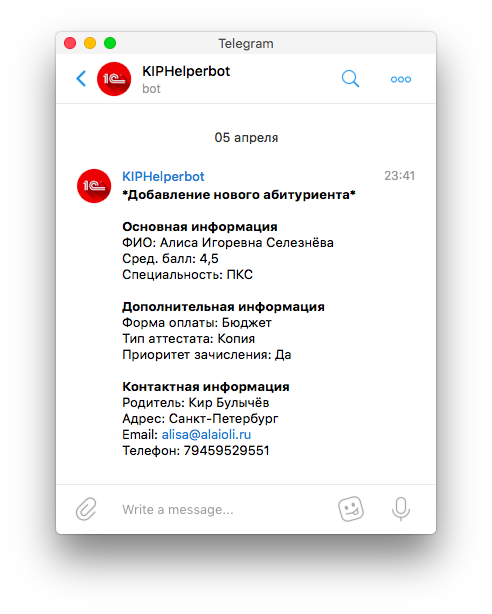 Telegram
KIPHelperbot
bot
05 апреля
KIPHelperbot 23:41
*Добавление нового абитуриента*
Основная информация
ФИО: Алиса Игоревна Селезнёва
Сред. балл: 4,5
Специальность: ПКС
Дополнительная информация
Форма оплаты: Бюджет
Тип аттестата: Копия
Приоритет зачисления: Да
Контактная информация
Родитель: Кир Булычёв
Адрес: Санкт-Петербург
Email: alisa@alaioli.ru
Телефон: 79459529551
Write a message...